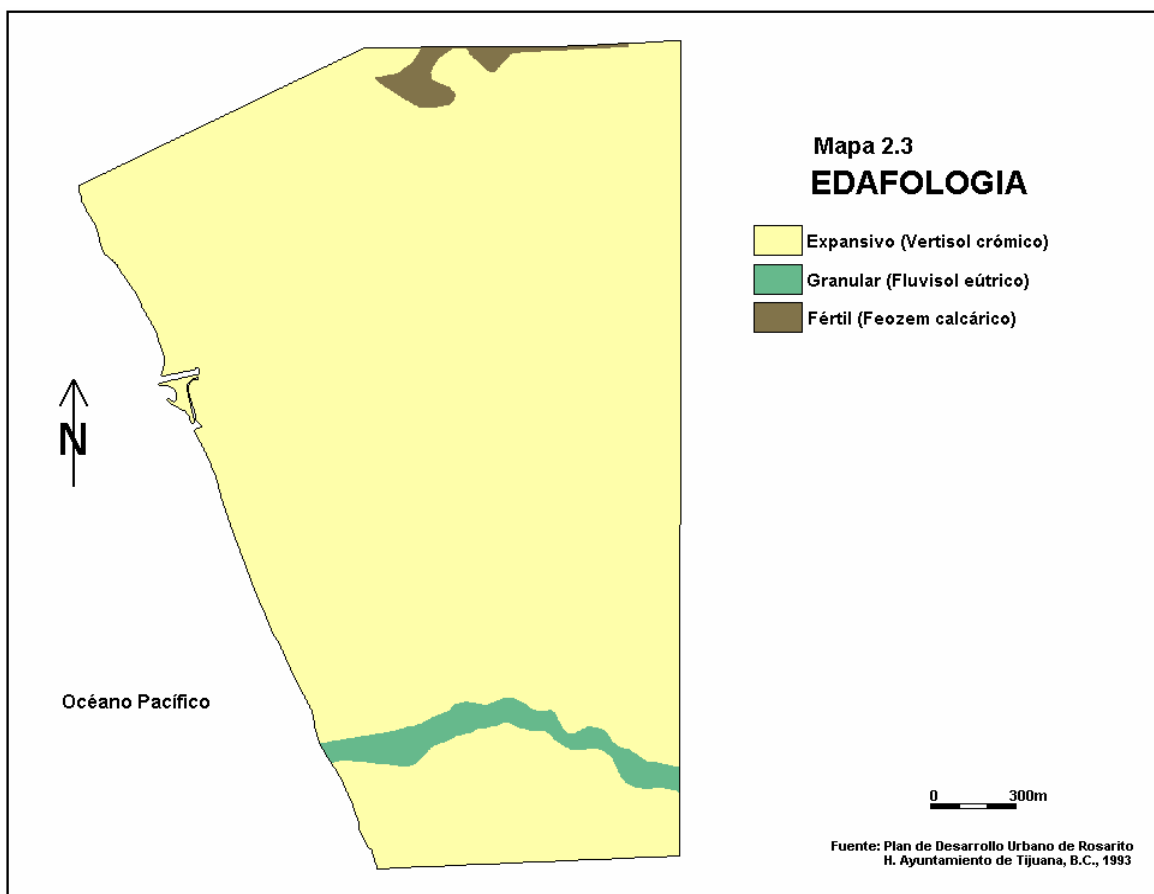 Mapa 2.3
EDAFOLOGIA
Expansivo (Vertisol crómico)
Granular (Fluvisol eútrico)
Fértil (Feozem calcárico)
N
Océano Pacífico
0 300m
Fuente: Plan de Desarrollo Urbano de Rosarito
H. Ayuntamiento de Tijuana, B.C., 1993